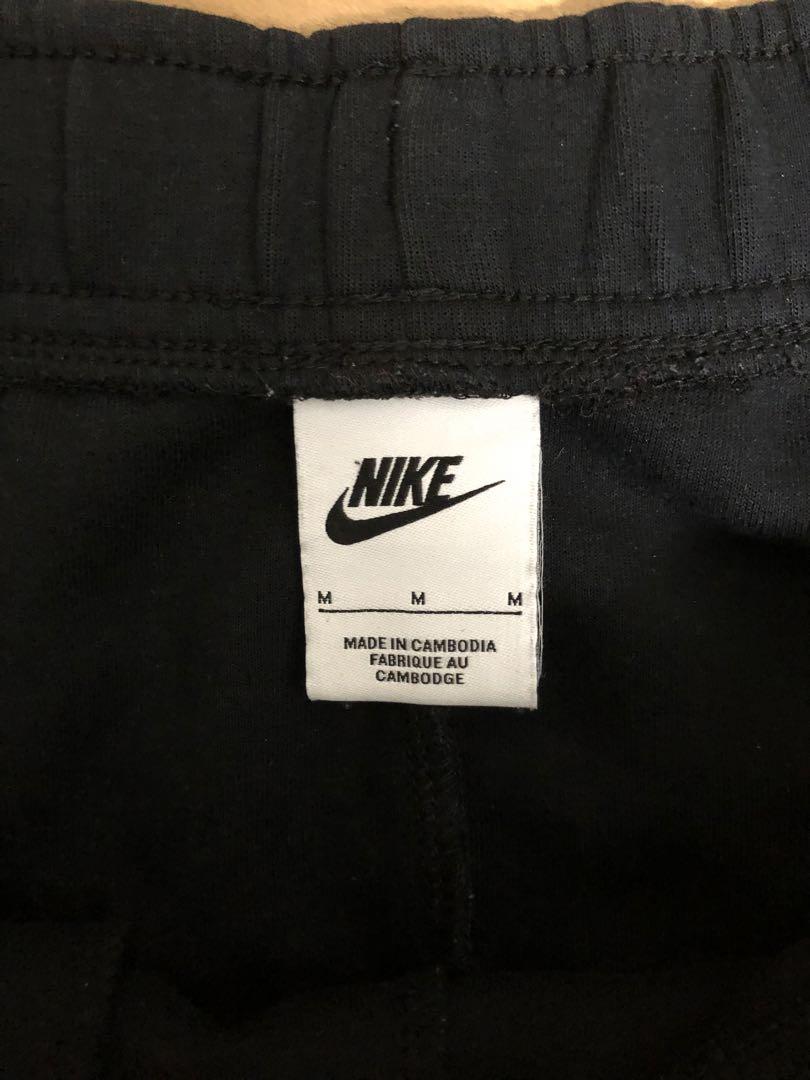 NIKE
M M M
MADE IN CAMBODIA
FABRIQUE AU
CAMBODGE